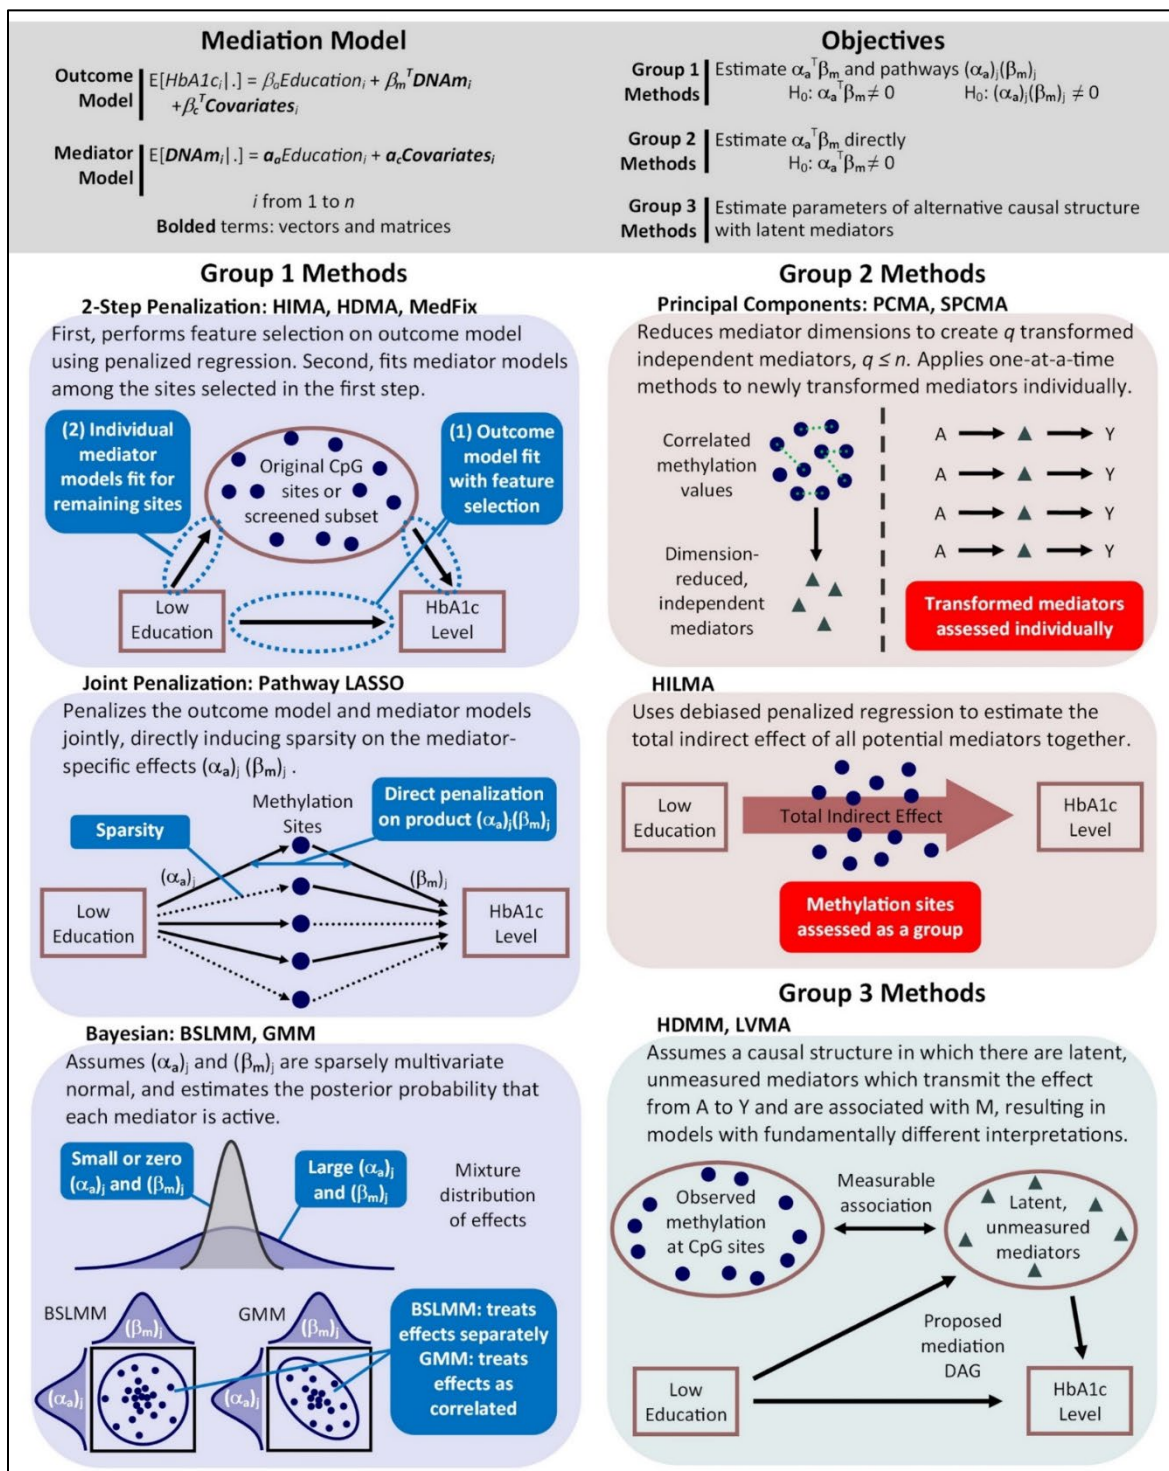 Mediation Model
Outcome Model
E[HbA1cᵢ|.] = βₐEducationᵢ + βₘᵀDNAmᵢ
+βcᵀCovariatesᵢ
Mediator Model
E[DNAmᵢ|.] = aₐEducationᵢ + a_cCovariatesᵢ
i from 1 to n
Bolded terms: vectors and matrices
Objectives
Group 1 Methods
Estimate αₐᵀβₘ and pathways (αₐ)ⱼ(βₘ)ⱼ
H₀: αₐᵀβₘ ≠ 0 H₀: (αₐ)ⱼ(βₘ)ⱼ ≠ 0
Group 2 Methods
Estimate αₐᵀβₘ directly
H₀: αₐᵀβₘ ≠ 0
Group 3 Methods
Estimate parameters of alternative causal structure
with latent mediators
Group 1 Methods
2-Step Penalization: HIMA, HDMA, MedFix
First, performs feature selection on outcome model
using penalized regression. Second, fits mediator models
among the sites selected in the first step.
(2) Individual
mediator
models fit for
remaining sites
Original CpG
sites or
screened subset
(1) Outcome
model fit
with feature
selection
Low
Education
HbA1c
Level
Joint Penalization: Pathway LASSO
Penalizes the outcome model and mediator models
jointly, directly inducing sparsity on the mediator-
specific effects (αₐ)ⱼ (βₘ)ⱼ .
Sparsity
Methylation
Sites
Direct penalization
on product (αₐ)ⱼ(βₘ)ⱼ
(αₐ)ⱼ
(βₘ)ⱼ
Low
Education
HbA1c
Level
Bayesian: BSLMM, GMM
Assumes (αₐ)ⱼ and (βₘ)ⱼ are sparsely multivariate
normal, and estimates the posterior probability that
each mediator is active.
Small or zero
(αₐ)ⱼ and (βₘ)ⱼ
Large (αₐ)ⱼ
and (βₘ)ⱼ
Mixture
distribution
of effects
BSLMM
(βₘ)ⱼ
(αₐ)ⱼ
GMM
(βₘ)ⱼ
(αₐ)ⱼ
BSLMM: treats
effects separately
GMM: treats
effects as
correlated
Group 2 Methods
Principal Components: PCMA, SPCMA
Reduces mediator dimensions to create q transformed
independent mediators, q ≤ n. Applies one-at-a-time
methods to newly transformed mediators individually.
Correlated
methylation
values
Dimension-
reduced,
independent
mediators
A Y
A Y
A Y
A Y
Transformed mediators
assessed individually
HILMA
Uses debiased penalized regression to estimate the
total indirect effect of all potential mediators together.
Low
Education
Total Indirect Effect
HbA1c
Level
Methylation sites
assessed as a group
Group 3 Methods
HDMM, LVMA
Assumes a causal structure in which there are latent,
unmeasured mediators which transmit the effect
from A to Y and are associated with M, resulting in
models with fundamentally different interpretations.
Observed
methylation
at CpG sites
Measurable
association
Latent,
unmeasured
mediators
Proposed
mediation
DAG
Low
Education
HbA1c
Level